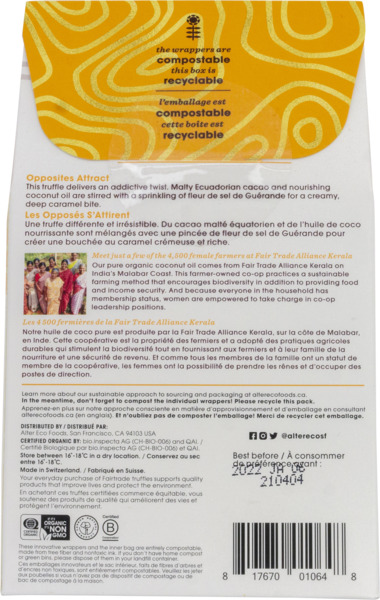 the wrappers are
compostable
this box is
recyclable
l'emballage est
compostable
cette boîte est
recyclable
Opposites Attract
This truffle delivers an addictive twist. Malty Ecuadorian cacao and nourishing
coconut oil are stirred with a sprinkling of fleur de sel de Guérande for a creamy,
deep caramel bite.
Les Opposés S'Attirent
Une truffe différente et irrésistible. Du cacao malté équatorien et de l'huile de coco
nourrissante sont mélangés avec une pincée de fleur de sel de Guérande pour
créer une bouchée au caramel crémeuse et riche.
Meet just a few of the 4,500 female farmers at Fair Trade Alliance Kerala
Our pure organic coconut oil comes from Fair Trade Alliance Kerala on
India's Malabar Coast. This farmer-owned co-op practices a sustainable
farming method that encourages biodiversity in addition to providing food
and income security. And because everyone in the household has
membership status, women are empowered to take charge in co-op
leadership positions.
Les 4 500 fermières de la Fair Trade Alliance Kerala
Notre huile de coco pure est produite par la Fair Trade Alliance Kerala, sur la côte de Malabar,
en Inde. Cette coopérative est la propriété des fermiers et a adopté des pratiques agricoles
durables qui stimulent la biodiversité tout en fournissant aux fermiers et à leur famille de la
nourriture et une sécurité de revenu. Et comme tous les membres de la famille ont un statut de
membre de la coopérative, les femmes ont la possibilité de prendre les rênes et d'occuper des
postes de direction.
Learn more about our sustainable approach to sourcing and packaging at alterecofoods.ca.
In the meantime, don't forget to compost the individual wrappers! Please recycle this pack.
Apprenez-en plus sur notre approche consciente en matière d'approvisionnement et d'emballage en consultant
alterecofoods.ca (en anglais). Et n'oubliez pas de composter l'emballage! Merci de recycler cet emballage.
DISTRIBUTED BY / DISTRIBUÉ PAR:
Alter Eco Foods, San Francisco, CA 94103 USA
CERTIFIED ORGANIC BY: bio.inspecta AG (CH-BIO-006) and QAI. /
Certifié Biologique par bio.inspecta AG (CH-BIO-006) et QAI.
Store between 16°-18°C in a dry location. / Conservez au sec
entre 16°-18°C.
Made in Switzerland. / Fabriqué en Suisse.
@alterecosf
Your everyday purchase of Fairtrade truffles supports quality
products that improve lives and protect the environment.
En achetant ces truffes certifiées commerce équitable, vous
soutenez des produits de qualité qui améliorent des vies et
protègent l'environnement.
Best before / À consommer
de préférence avant:
2022 JN 08
210404
ORGANIC
NON
GMO
B
These innovative wrappers and the inner bag are entirely compostable,
made from tree fiber and nontoxic ink. If you don't have home compost
or green bins, please dispose of them in your landfill container.
Ces emballages innovateurs et le sac intérieur, faits de fibres d'arbres et
d'encres non toxiques, sont entièrement compostables. Veuillez les jeter
aux poubelles si vous n'avez pas de dispositif de compostage ou de
bac de compostage à la maison.
8 17670 01064 8